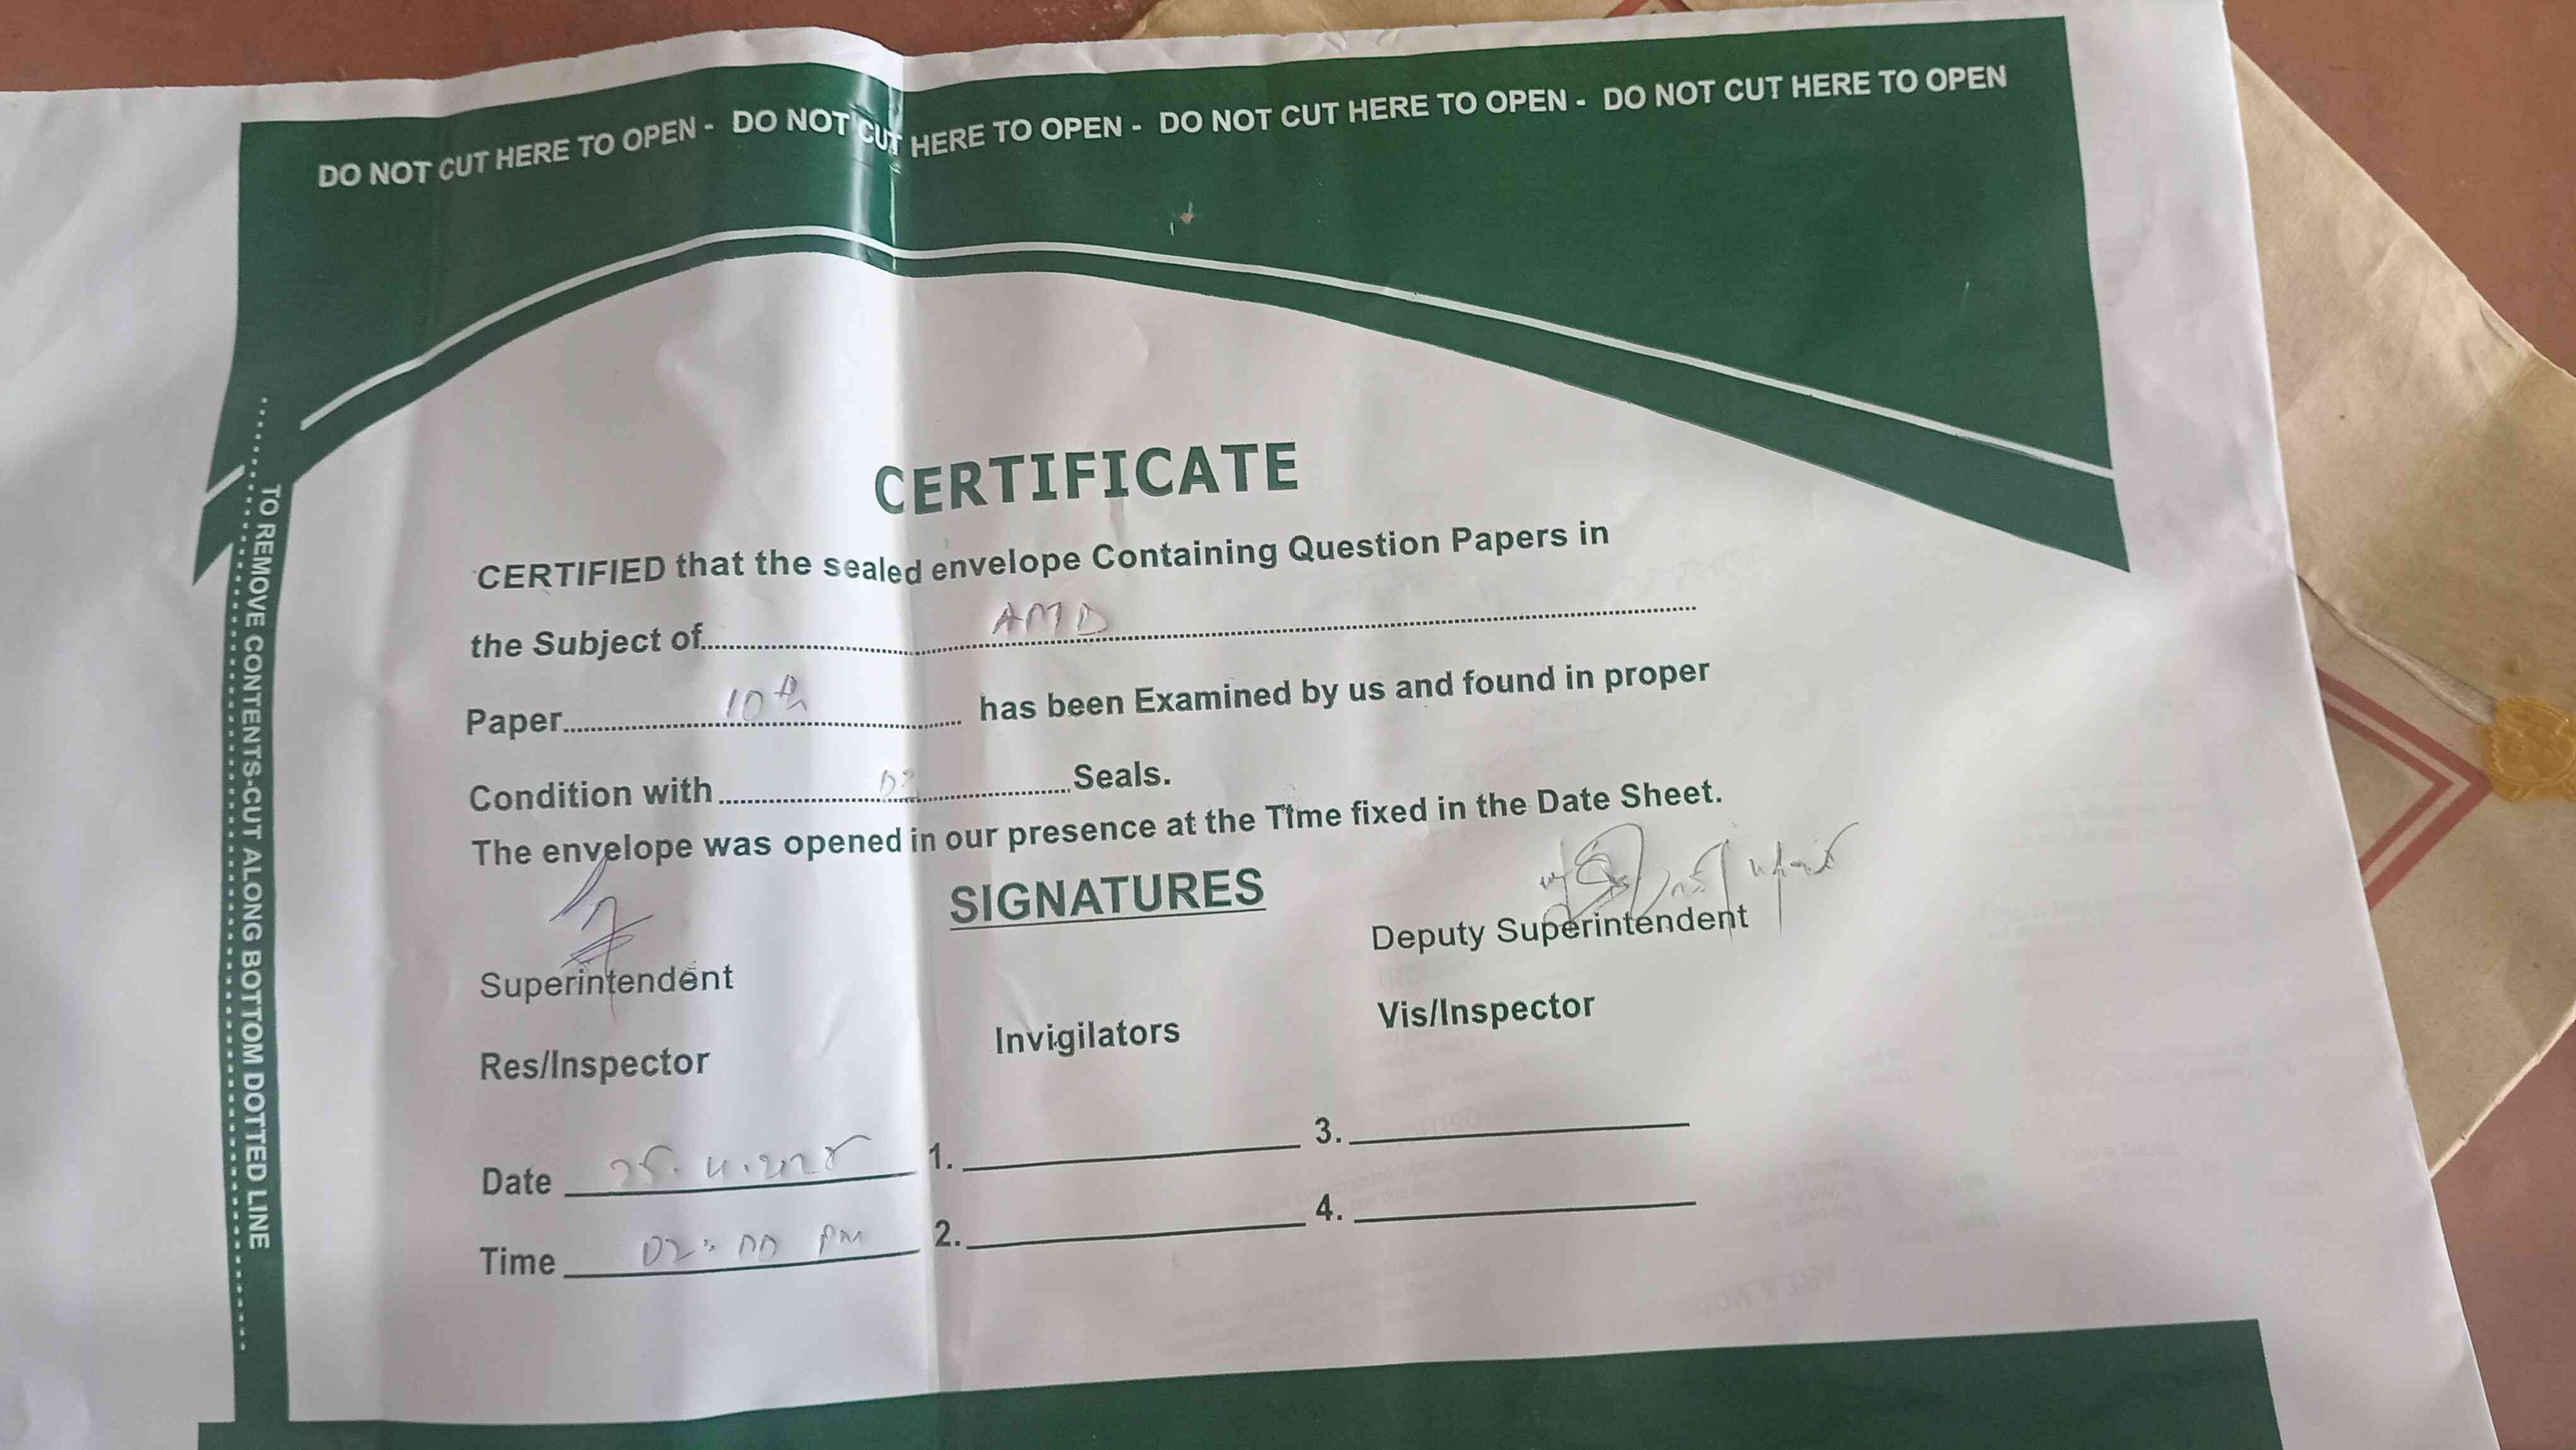 DO NOT CUT HERE TO OPEN - DO NOT CUT HERE TO OPEN - DO NOT CUT HERE TO OPEN - DO NOT CUT HERE TO OPEN
TO REMOVE CONTENTS-CUT ALONG BOTTOM DOTTED LINE
CERTIFICATE
CERTIFIED that the sealed envelope Containing Question Papers in
the Subject of AMD
Paper 10th has been Examined by us and found in proper
Condition with Seals.
The envelope was opened in our presence at the Time fixed in the Date Sheet.
SIGNATURES
Superintendent
Deputy Superintendent
Res/Inspector
Invigilators
Vis/Inspector
Date
1.
3.
Time 02:00 PM
2.
4.